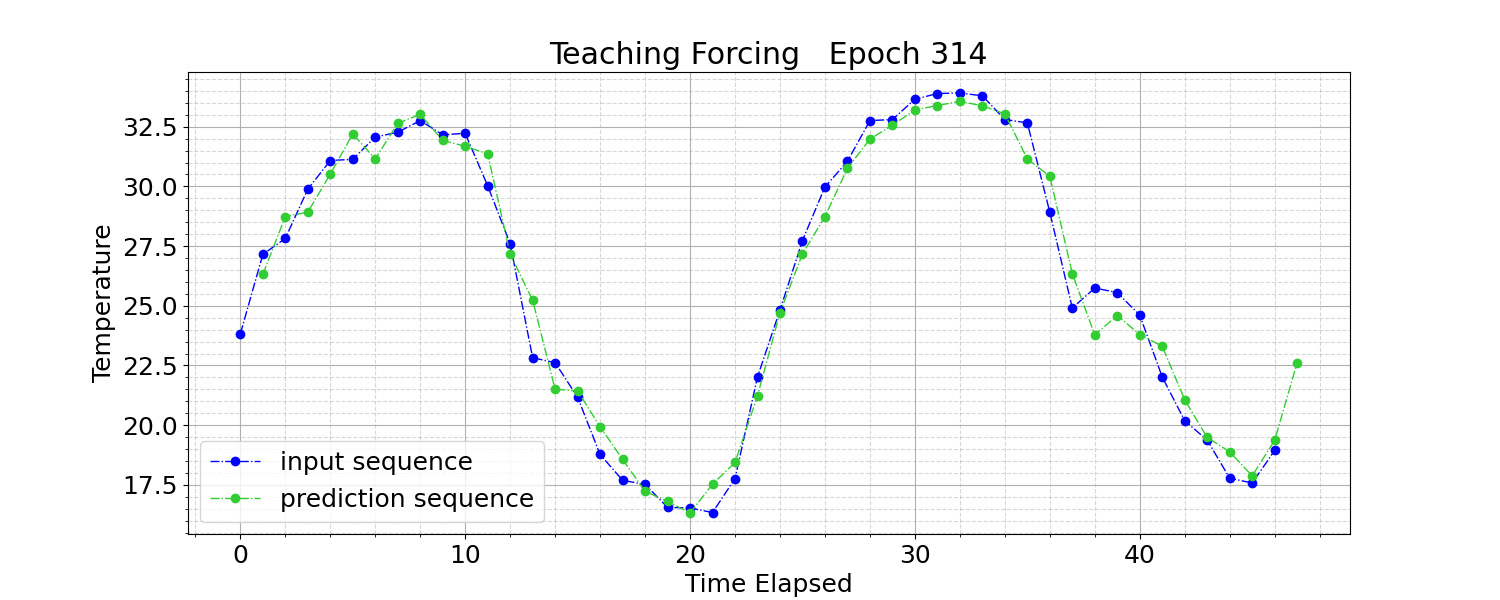 Teaching Forcing   Epoch 314
Temperature
32.5
30.0
27.5
25.0
22.5
20.0
17.5
input sequence
prediction sequence
0 10 20 30 40
Time Elapsed